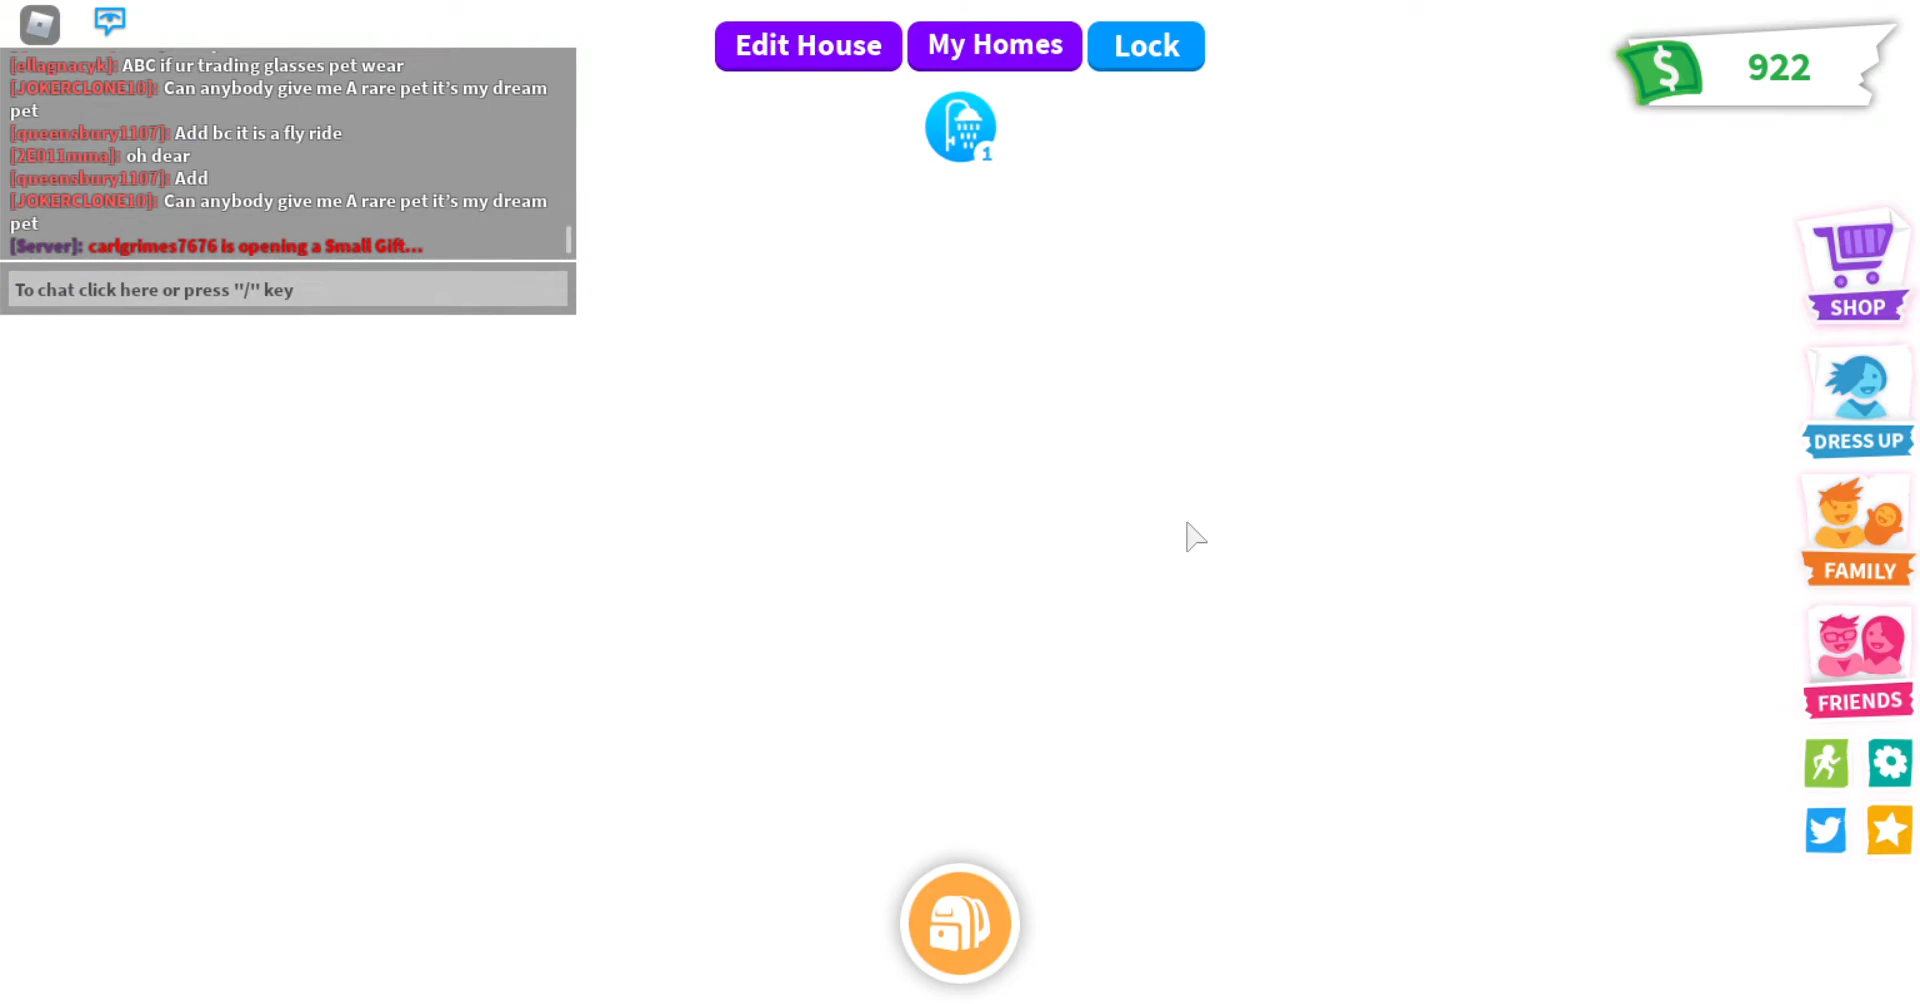 Edit House
My Homes
Lock
922
[ellagnacyk]: ABC if ur trading glasses pet wear
[JOKERCLONE10]: Can anybody give me A rare pet it's my dream
pet
[queensbury1107]: Add bc it is a fly ride
[2E011mma]: oh dear
[queensbury1107]: Add
[JOKERCLONE10]: Can anybody give me A rare pet it's my dream
pet
[Server]: carlgrimes7676 is opening a Small Gift...
To chat click here or press "/" key
1
SHOP
DRESS UP
FAMILY
FRIENDS